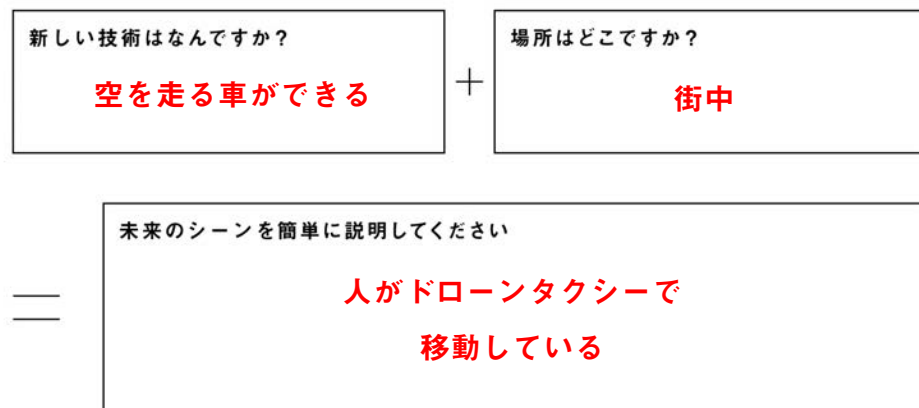 新しい技術はなんですか？
空を走る車ができる
+
場所はどこですか？
街中
=
未来のシーンを簡単に説明してください
人がドローンタクシーで
移動している